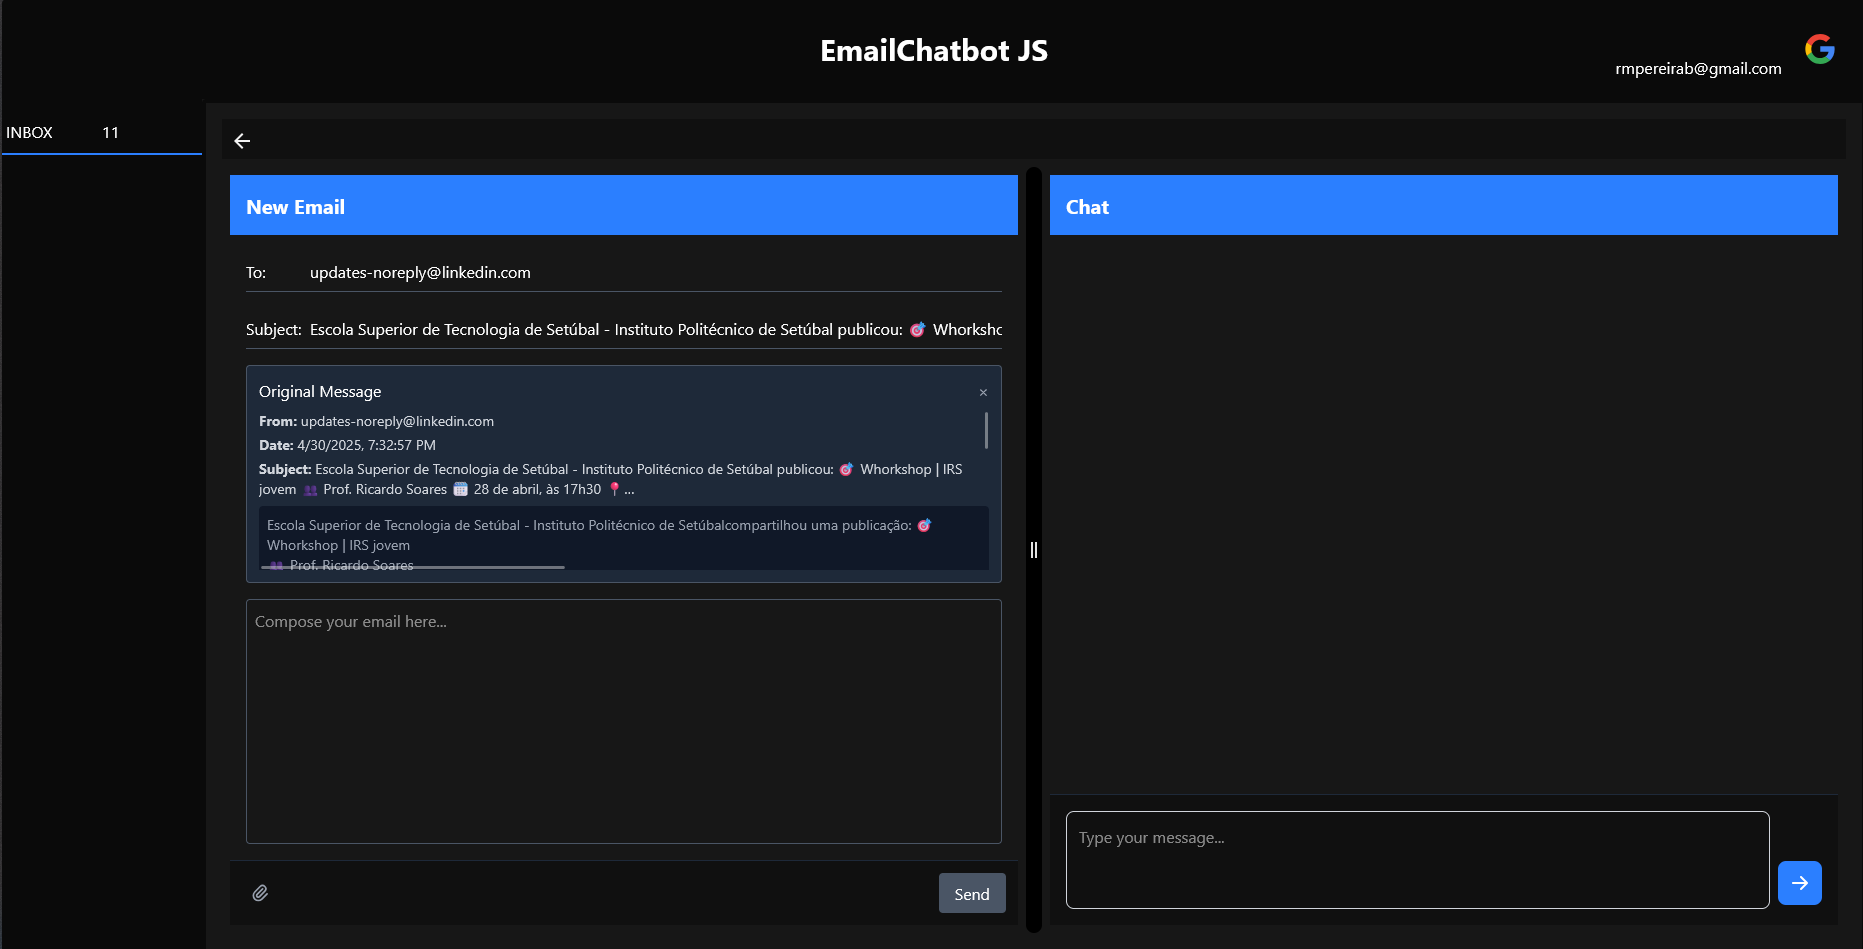 EmailChatbot JS
rmpereirab@gmail.com
INBOX 11
New Email
To: updates-noreply@linkedin.com
Subject: Escola Superior de Tecnologia de Setúbal - Instituto Politécnico de Setúbal publicou: 🎯 Whorksho
Original Message ×
From: updates-noreply@linkedin.com
Date: 4/30/2025, 7:32:57 PM
Subject: Escola Superior de Tecnologia de Setúbal - Instituto Politécnico de Setúbal publicou: 🎯 Whorkshop | IRS
jovem 👥 Prof. Ricardo Soares 🗓️ 28 de abril, às 17h30 📍 ...
Escola Superior de Tecnologia de Setúbal - Instituto Politécnico de Setúbalcompartilhou uma publicação: 🎯
Whorkshop | IRS jovem
👥 Prof. Ricardo Soares
Compose your email here...
Send
Chat
Type your message...